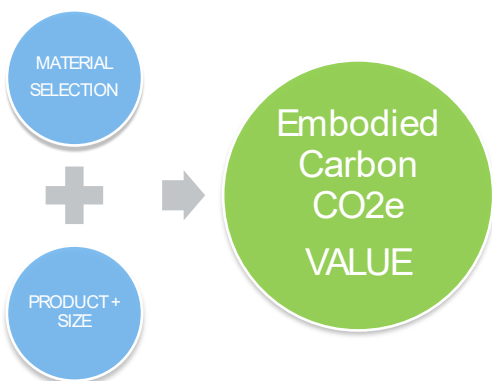 MATERIAL
SELECTION
PRODUCT +
SIZE
Embodied
Carbon
CO2e
VALUE